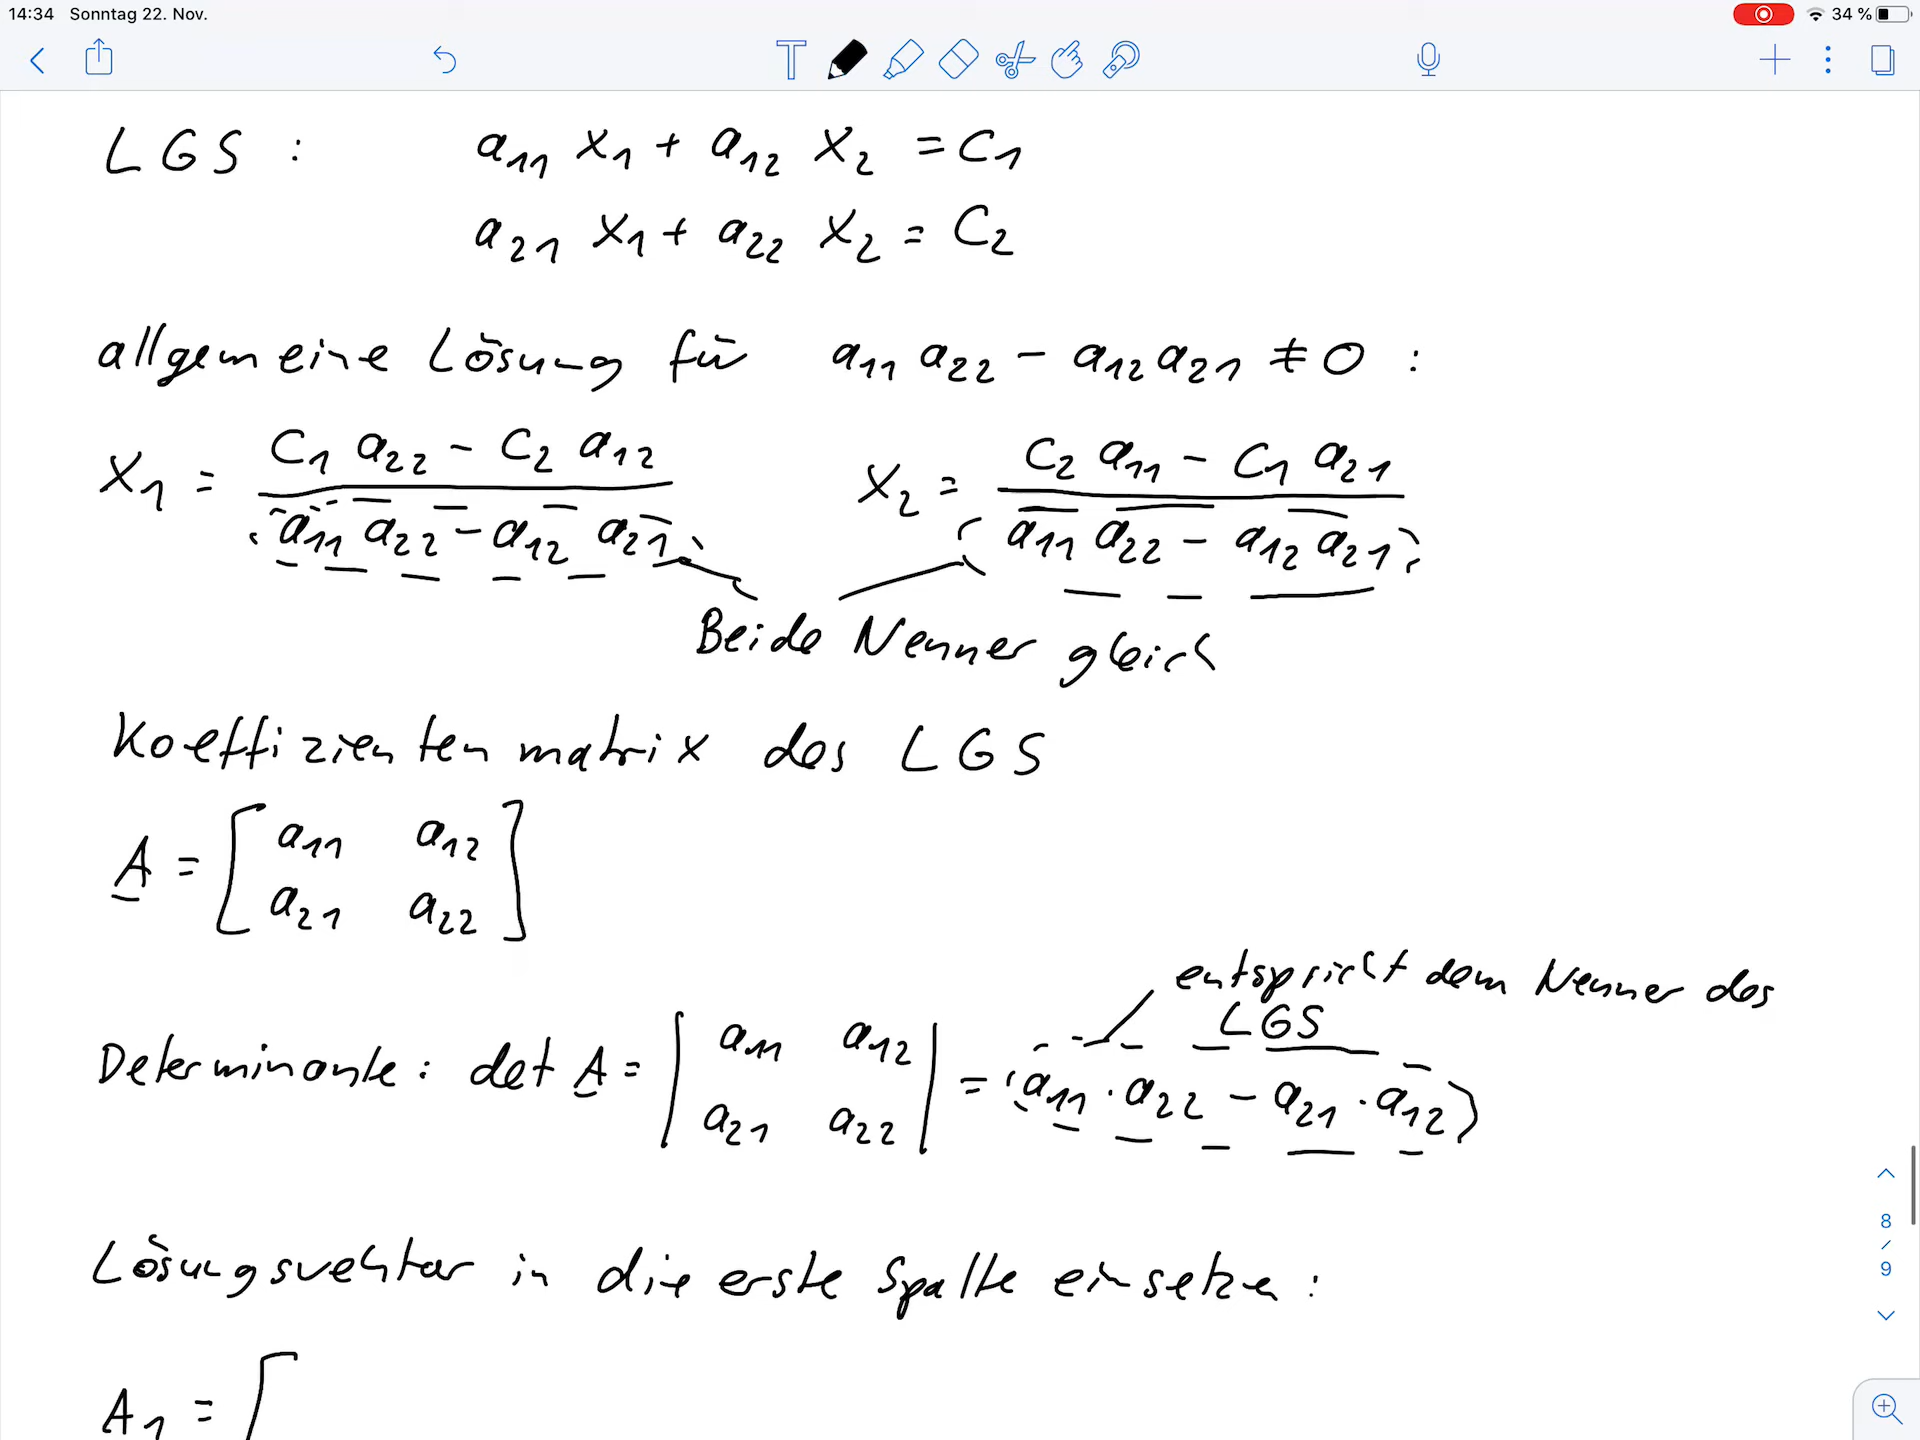 14:34 Sonntag 22. Nov. 34 %
LGS : a11 x1 + a12 x2 = c1
a21 x1 + a22 x2 = c2
allgemeine Lösung für a11 a22 - a12 a21 ≠ 0 :
x1 = (c1 a22 - c2 a12) / (a11 a22 - a12 a21) x2 = (c2 a11 - c1 a21) / (a11 a22 - a12 a21)
Beide Nenner gleich
Koeffizientenmatrix des LGS
A = [ a11 a12
a21 a22 ]
entspricht dem Nenner des
LGS
Determinante : det A = | a11 a12
a21 a22 | = a11 · a22 - a21 · a12
Lösungsvektor in die erste Spalte einsetzen :
A1 = [
8
/
9